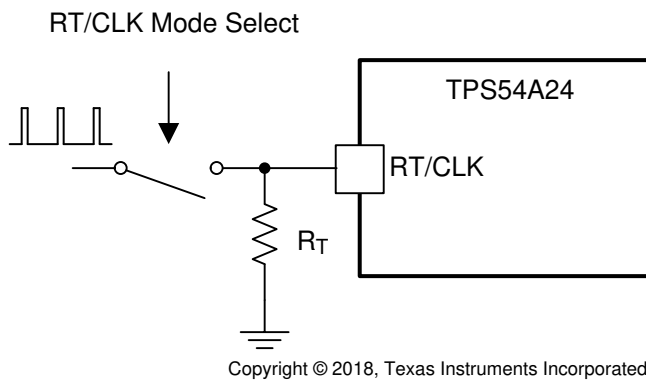 RT/CLK Mode Select
TPS54A24
RT/CLK
RT
Copyright © 2018, Texas Instruments Incorporated